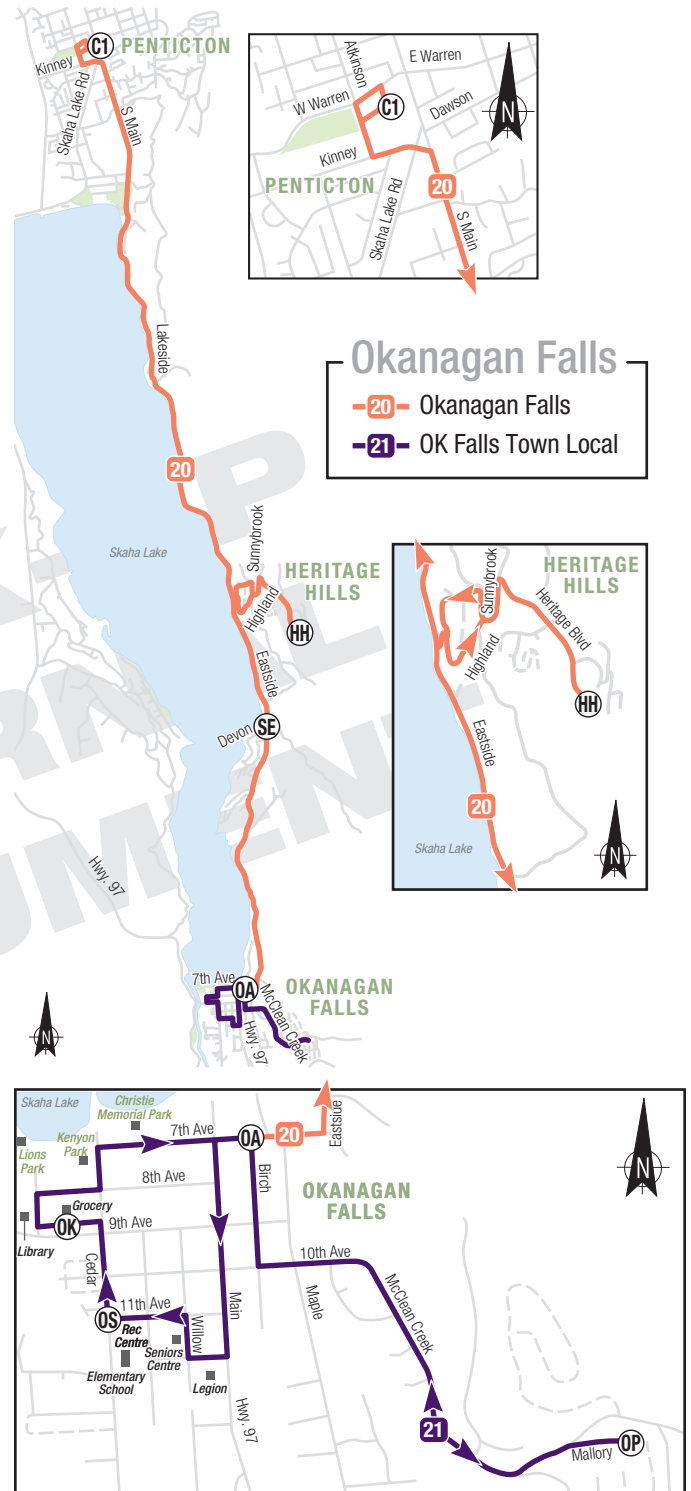 C1
PENTICTON
Kinney
Skaha Lake Rd
S Main
Lakeside
20
Skaha Lake
Sunnybrook
HERITAGE
HILLS
Highland
HH
Eastside
Devon
SE
Hwy. 97
7th Ave
OA
OKANAGAN
FALLS
McClean Creek
Hwy. 97
N
Atkinson
E Warren
W Warren
C1
Dawson
Kinney
PENTICTON
20
Skaha Lake Rd
S Main
N
Okanagan Falls
20 Okanagan Falls
21 OK Falls Town Local
Sunnybrook
HERITAGE
HILLS
Heritage Blvd
Highland
HH
Eastside
20
Skaha Lake
N
Skaha Lake
Christie
Memorial Park
Kenyon
Park
Lions
Park
7th Ave
OA
20
Eastside
N
8th Ave
Birch
OKANAGAN
FALLS
Grocery
OK
9th Ave
Library
Cedar
10th Ave
Main
Maple
McClean Creek
11th Ave
OS
Rec
Centre
Willow
Seniors
Centre
Elementary
School
Legion
Hwy. 97
21
Mallory
OP